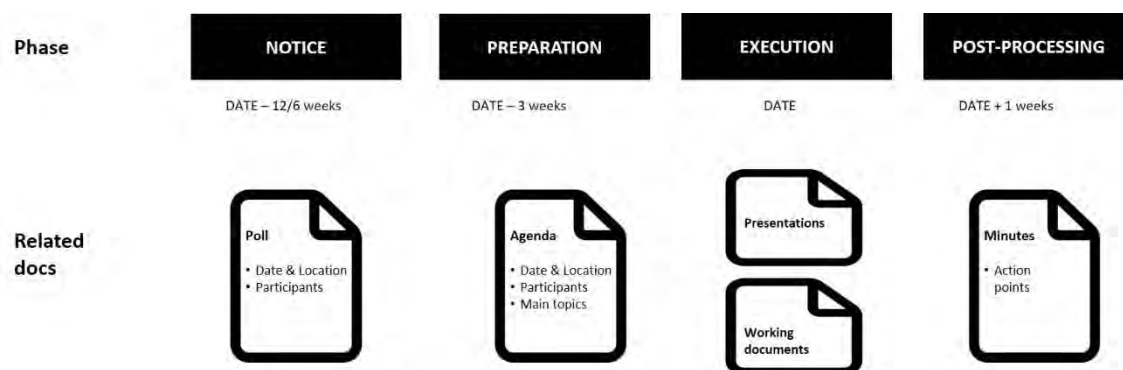 Phase
NOTICE
PREPARATION
EXECUTION
POST-PROCESSING
DATE – 12/6 weeks
DATE – 3 weeks
DATE
DATE + 1 weeks
Related
docs
Poll
• Date & Location
• Participants
Agenda
• Date & Location
• Participants
• Main topics
Presentations
Working
documents
Minutes
• Action
points